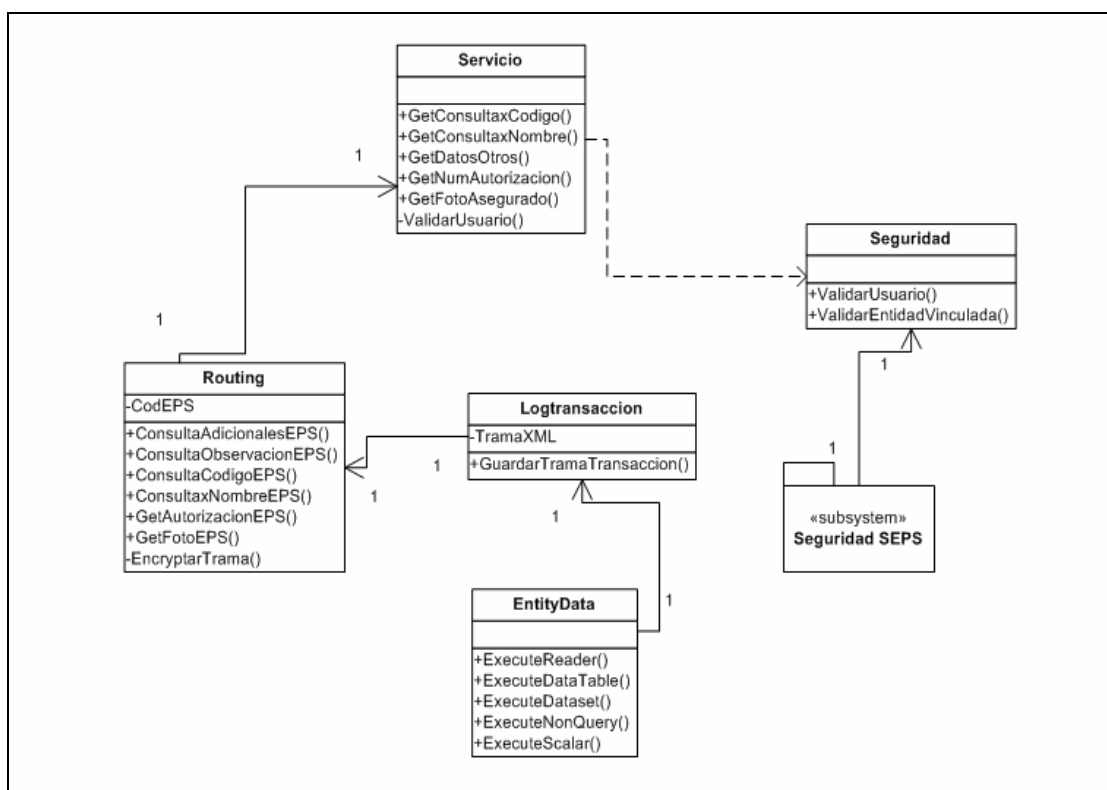 Servicio
+GetConsultaxCodigo()
+GetConsultaxNombre()
+GetDatosOtros()
+GetNumAutorizacion()
+GetFotoAsegurado()
-ValidarUsuario()
1
1
Seguridad
+ValidarUsuario()
+ValidarEntidadVinculada()
1
1
«subsystem»
Seguridad SEPS
Routing
-CodEPS
+ConsultaAdicionalesEPS()
+ConsultaObservacionEPS()
+ConsultaCodigoEPS()
+ConsultaxNombreEPS()
+GetAutorizacionEPS()
+GetFotoEPS()
-EncryptarTrama()
1
1
Logtransaccion
-TramaXML
+GuardarTramaTransaccion()
1
1
EntityData
+ExecuteReader()
+ExecuteDataTable()
+ExecuteDataset()
+ExecuteNonQuery()
+ExecuteScalar()